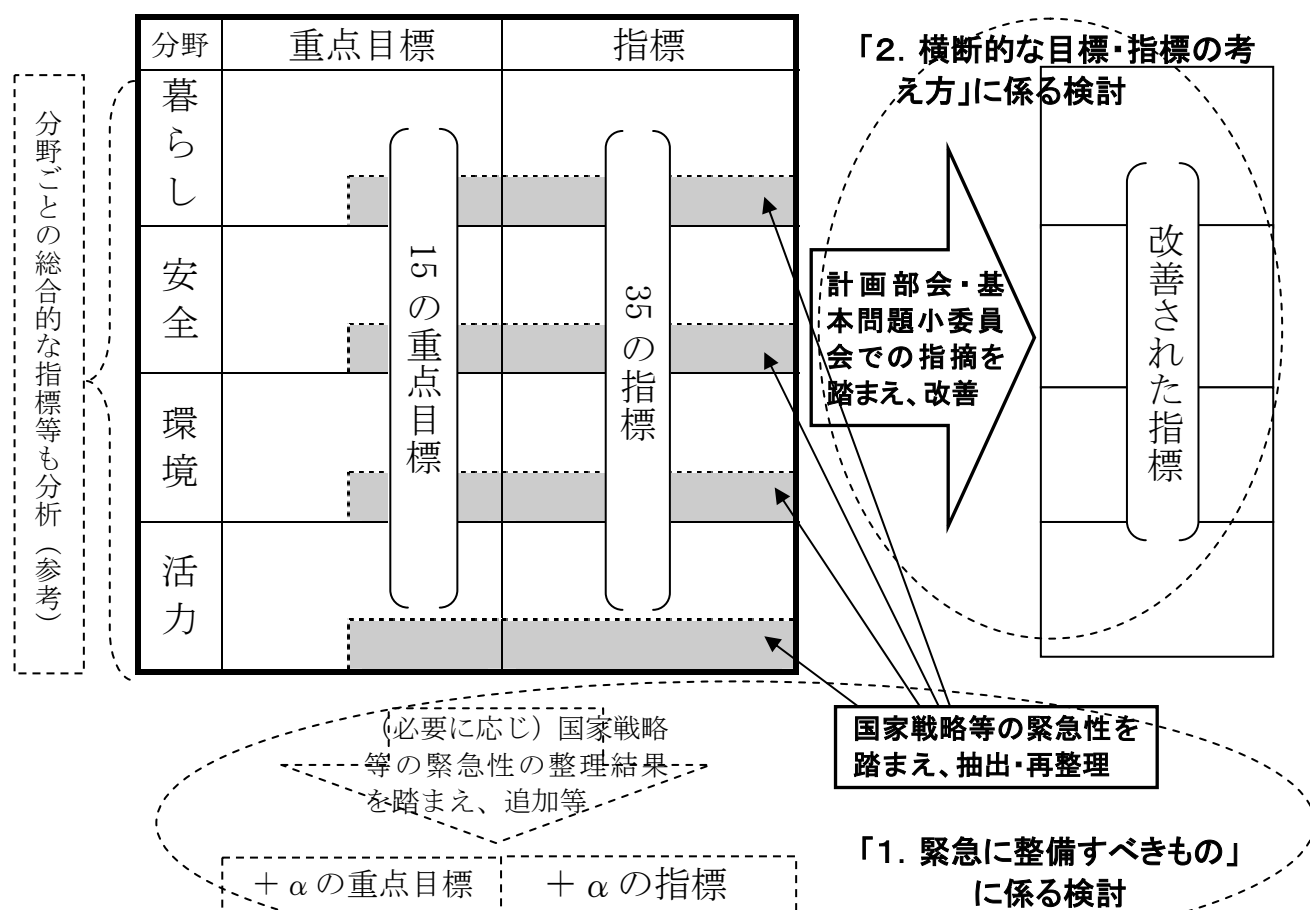 分野
重点目標
指標
暮らし
安全
環境
活力
15の重点目標
35の指標
分野ごとの総合的な指標等も分析（参考）
「2．横断的な目標・指標の考
え方」に係る検討
計画部会・基
本問題小委員
会での指摘を
踏まえ、改善
改善された指標
（必要に応じ）国家戦略
等の緊急性の整理結果
を踏まえ、追加等
国家戦略等の緊急性を
踏まえ、抽出・再整理
「1．緊急に整備すべきもの」
に係る検討
＋αの重点目標
＋αの指標